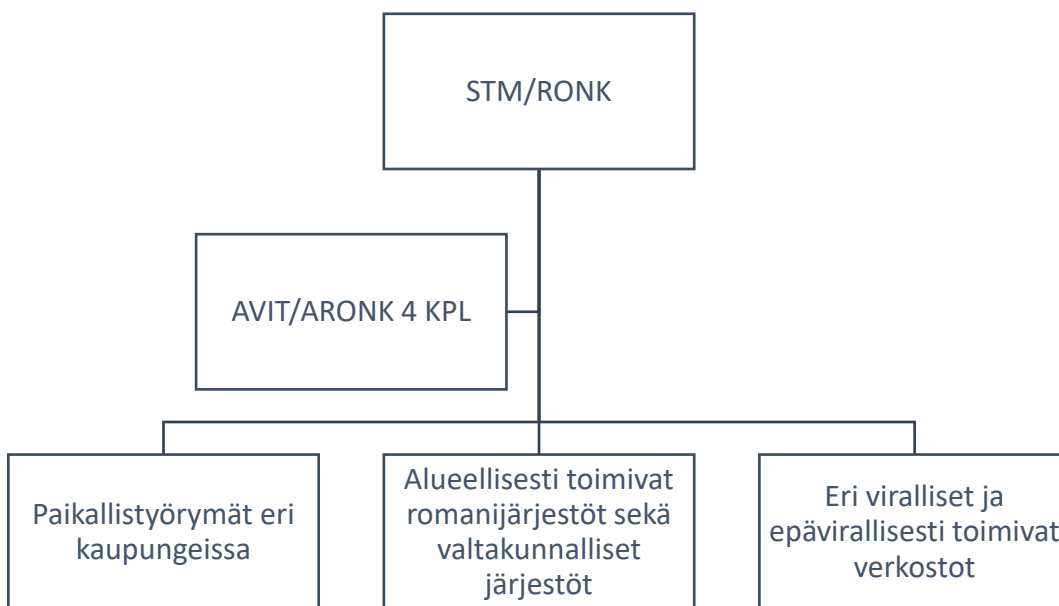 STM/RONK
AVIT/ARONK 4 KPL
Paikallistyörymät eri
kaupungeissa
Alueellisesti toimivat
romanijärjestöt sekä
valtakunnalliset
järjestöt
Eri viralliset ja
epävirallisesti toimivat
verkostot